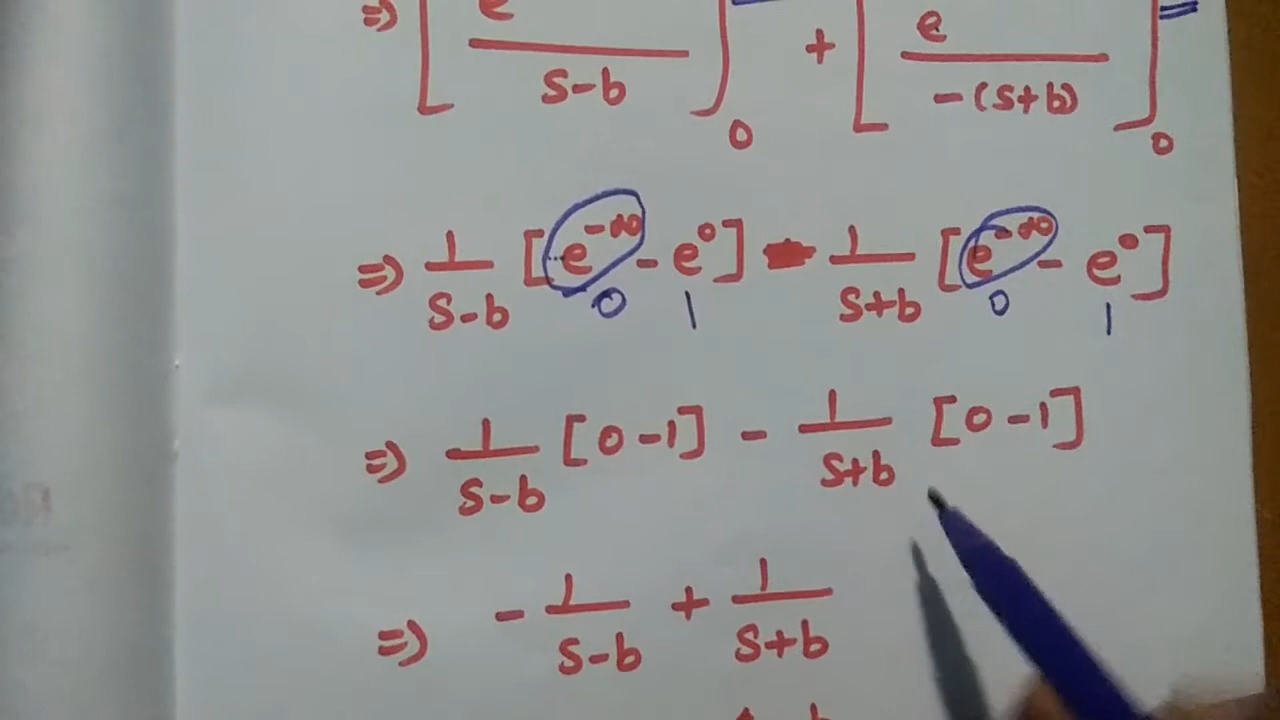 ⇒ [e / s-b]₀ + [e / -(s+b)]₀
⇒ 1/s-b [e^-∞ - e^0] - 1/s+b [e^-∞ - e^0]
0 1 0 1
⇒ 1/s-b [0-1] - 1/s+b [0-1]
⇒ -1/s-b + 1/s+b